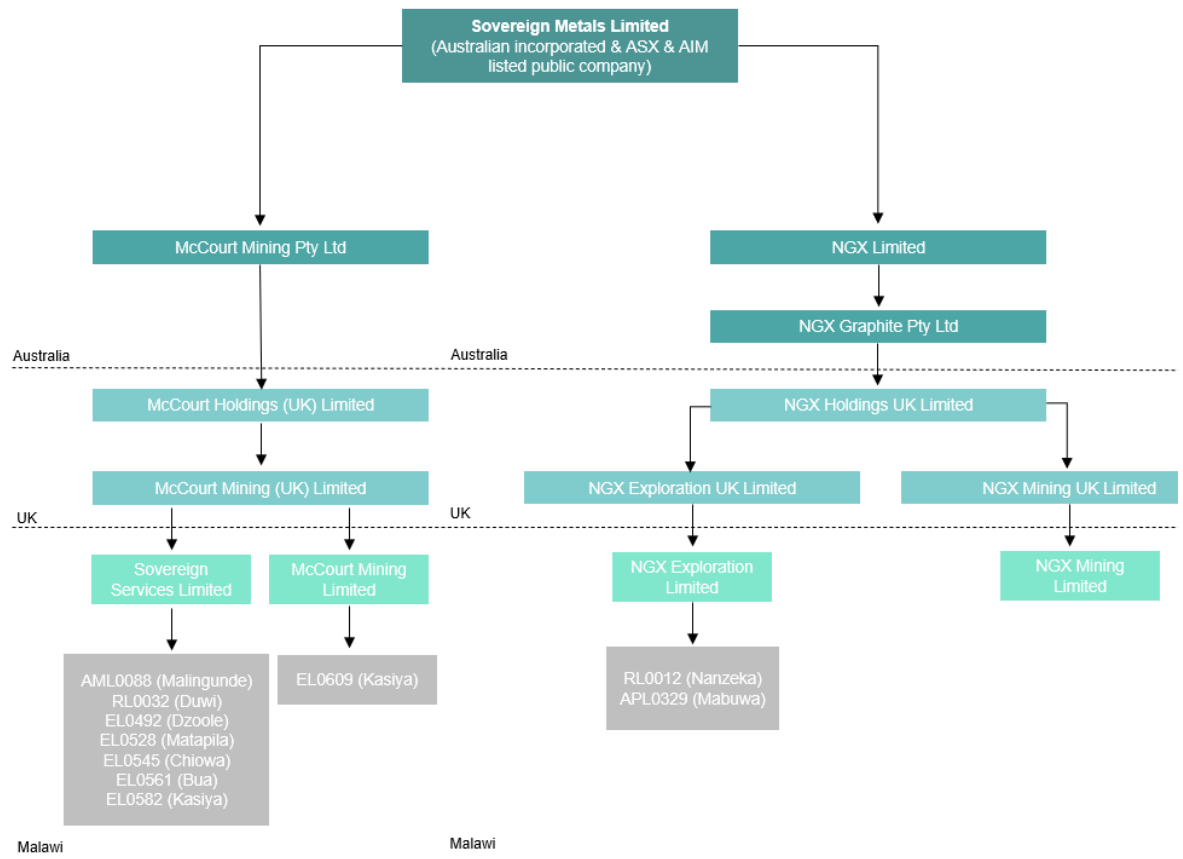 Sovereign Metals Limited
(Australian incorporated & ASX & AIM
listed public company)
McCourt Mining Pty Ltd
NGX Limited
NGX Graphite Pty Ltd
Australia
Australia
McCourt Holdings (UK) Limited
NGX Holdings UK Limited
McCourt Mining (UK) Limited
NGX Exploration UK Limited
NGX Mining UK Limited
UK
UK
Sovereign
Services Limited
McCourt Mining
Limited
NGX Exploration
Limited
NGX Mining
Limited
AML0088 (Malingunde)
RL0032 (Duwi)
EL0492 (Dzoole)
EL0528 (Matapila)
EL0545 (Chiowa)
EL0561 (Bua)
EL0582 (Kasiya)
EL0609 (Kasiya)
RL0012 (Nanzeka)
APL0329 (Mabuwa)
Malawi
Malawi